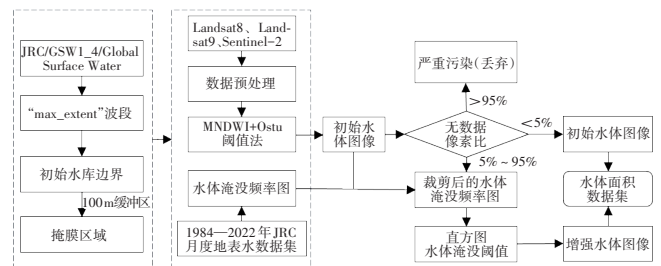 JRC/GSW1_4/Global
Surface Water
“max_extent”波段
初始水库边界
100m缓冲区
掩膜区域
Landsat8、Land-
sat9、Sentinel-2
数据预处理
MNDWI+Ostu
阈值法
水体淹没频率图
1984—2022年JRC
月度地表水数据集
初始水
体图像
严重污染(丢弃)
>95%
无数据
像素比
<5%
5%~95%
初始水体图像
裁剪后的水体
淹没频率图
水体面积
数据集
直方图
水体淹没阈值
增强水体图像